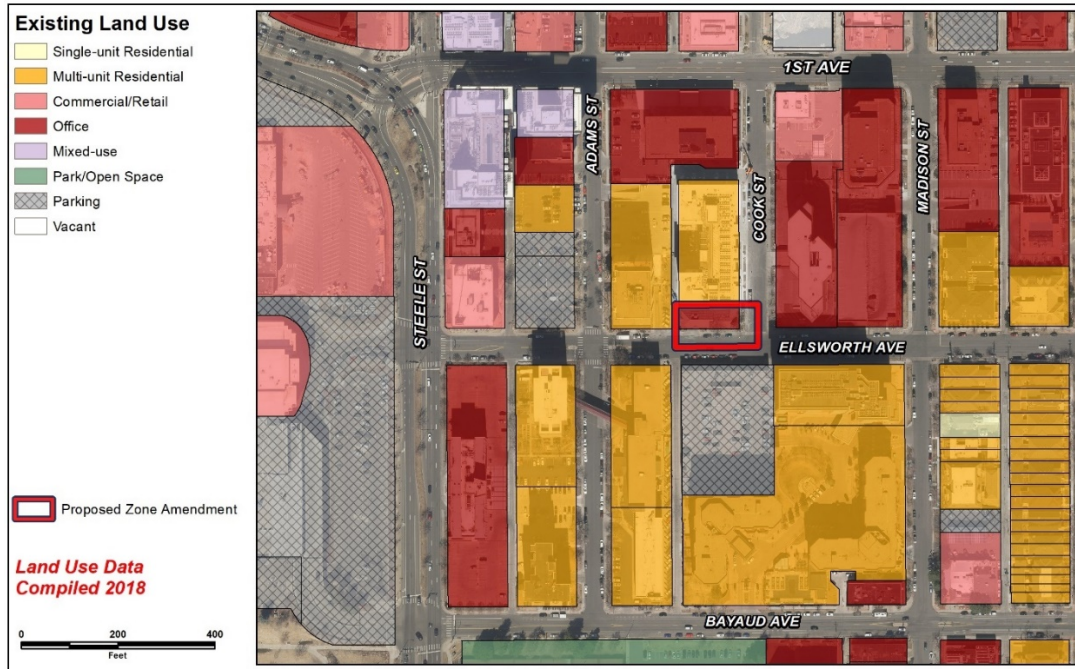 Existing Land Use
Single-unit Residential
Multi-unit Residential
Commercial/Retail
Office
Mixed-use
Park/Open Space
Parking
Vacant
Proposed Zone Amendment
Land Use Data
Compiled 2018
0 200 400
Feet
1ST AVE
ADAMS ST
COOK ST
MADISON ST
STEELE ST
ELLSWORTH AVE
BAYAUD AVE